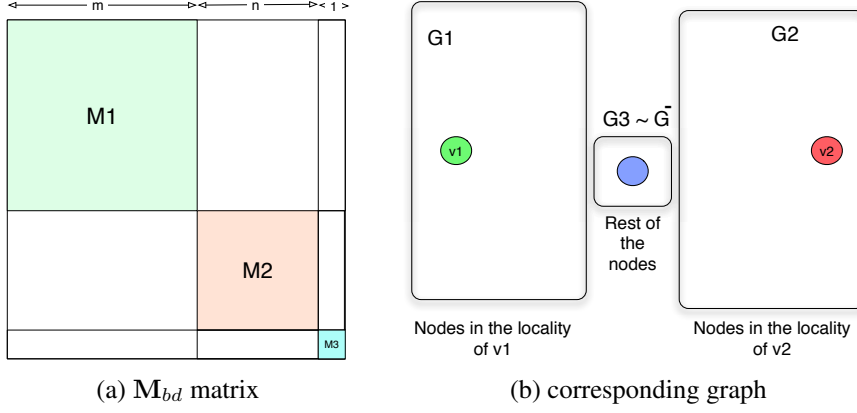 m n 1
M1
M2
M3
G1
G2
G3 ~ Ḡ
v1
v2
Rest of
the
nodes
Nodes in the locality
of v1
Nodes in the locality
of v2
(a) M_bd matrix
(b) corresponding graph